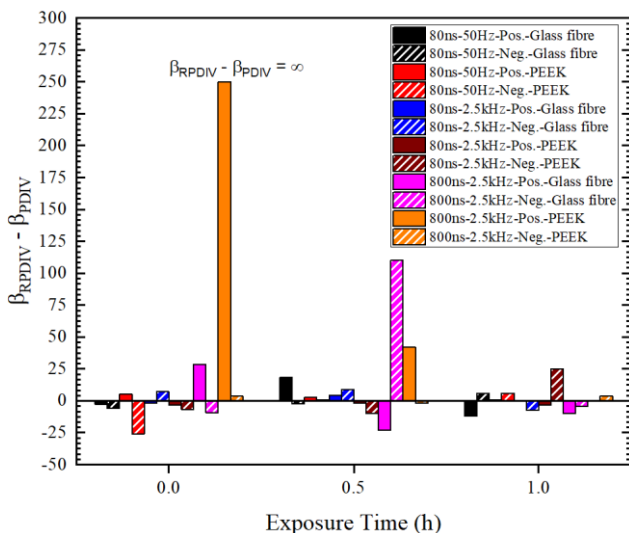 300
275
250
225
200
175
150
125
100
75
50
25
0
-25
-50
β_RPDIV - β_PDIV
β_RPDIV - β_PDIV = ∞
80ns-50Hz-Pos.-Glass fibre
80ns-50Hz-Neg.-Glass fibre
80ns-50Hz-Pos.-PEEK
80ns-50Hz-Neg.-PEEK
80ns-2.5kHz-Pos.-Glass fibre
80ns-2.5kHz-Neg.-Glass fibre
80ns-2.5kHz-Pos.-PEEK
80ns-2.5kHz-Neg.-PEEK
800ns-2.5kHz-Pos.-Glass fibre
800ns-2.5kHz-Neg.-Glass fibre
800ns-2.5kHz-Pos.-PEEK
800ns-2.5kHz-Neg.-PEEK
0.0 0.5 1.0
Exposure Time (h)